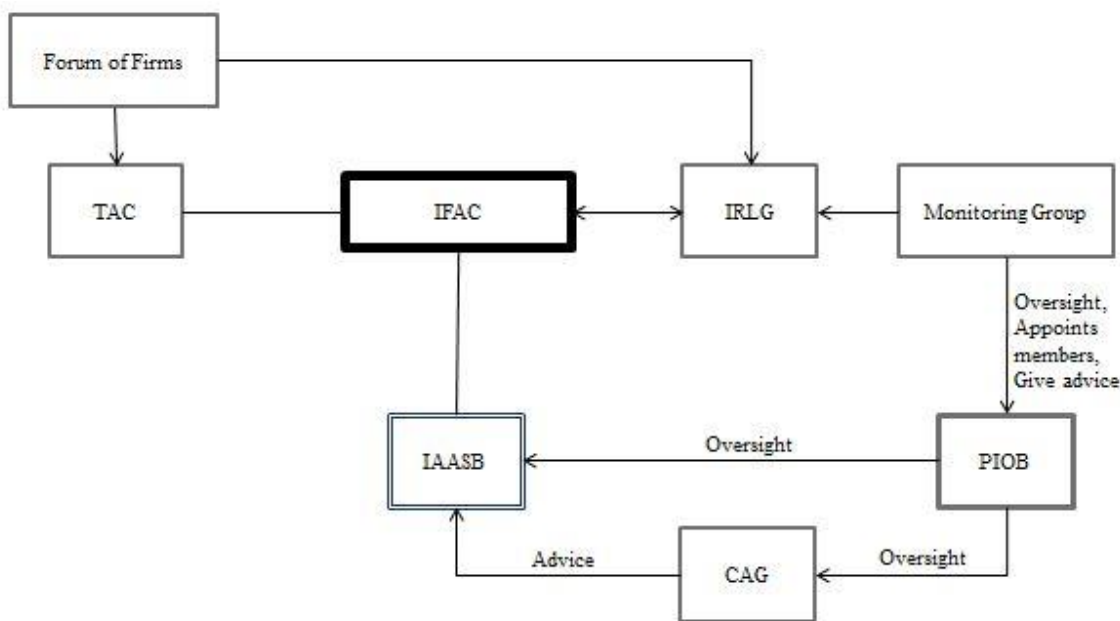 Forum of Firms
TAC
IFAC
IRLG
Monitoring Group
Oversight,
Appoints
members,
Give advice
IAASB
Oversight
PIOB
Advice
CAG
Oversight